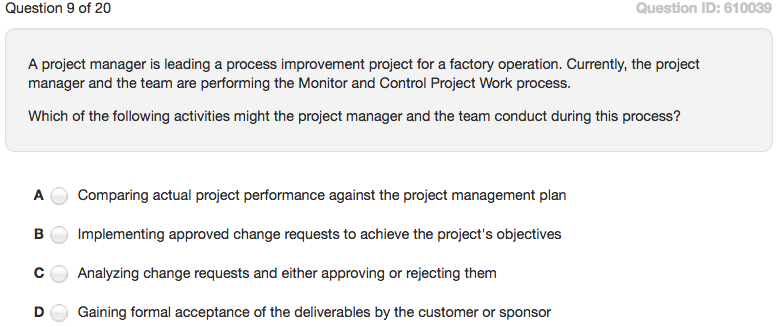 Question 9 of 20 Question ID: 610039
A project manager is leading a process improvement project for a factory operation. Currently, the project
manager and the team are performing the Monitor and Control Project Work process.
Which of the following activities might the project manager and the team conduct during this process?
A Comparing actual project performance against the project management plan
B Implementing approved change requests to achieve the project's objectives
C Analyzing change requests and either approving or rejecting them
D Gaining formal acceptance of the deliverables by the customer or sponsor